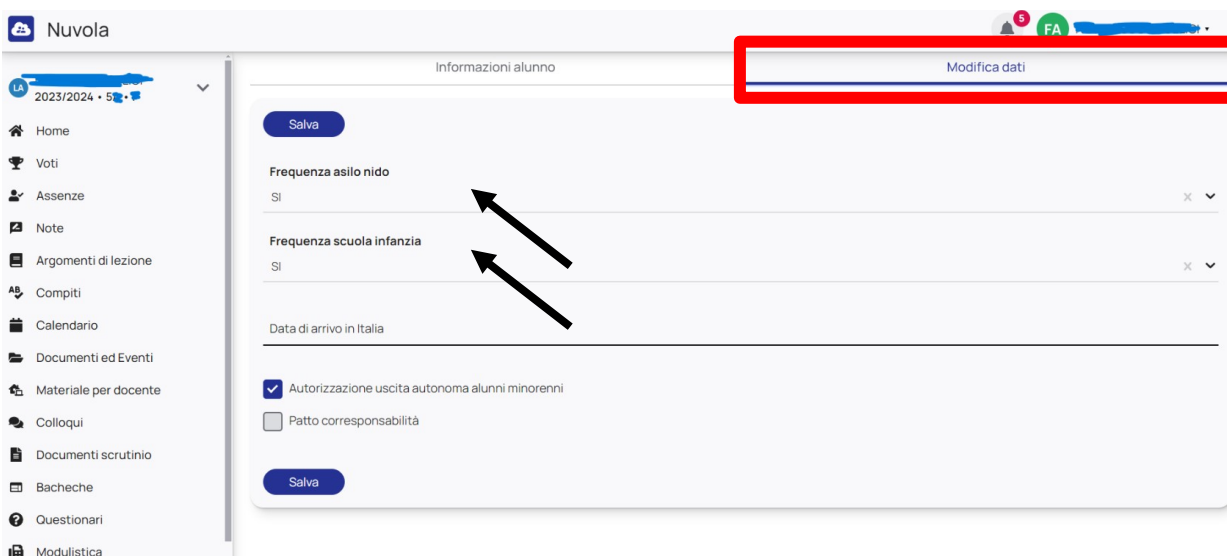 Nuvola
5
FA
Informazioni alunno
Modifica dati
LA
2023/2024 • 5
Home
Voti
Assenze
Note
Argomenti di lezione
Compiti
Calendario
Documenti ed Eventi
Materiale per docente
Colloqui
Documenti scrutinio
Bacheche
Questionari
Modulistica
Salva
Frequenza asilo nido
SI
Frequenza scuola infanzia
SI
Data di arrivo in Italia
Autorizzazione uscita autonoma alunni minorenni
Patto corresponsabilità
Salva